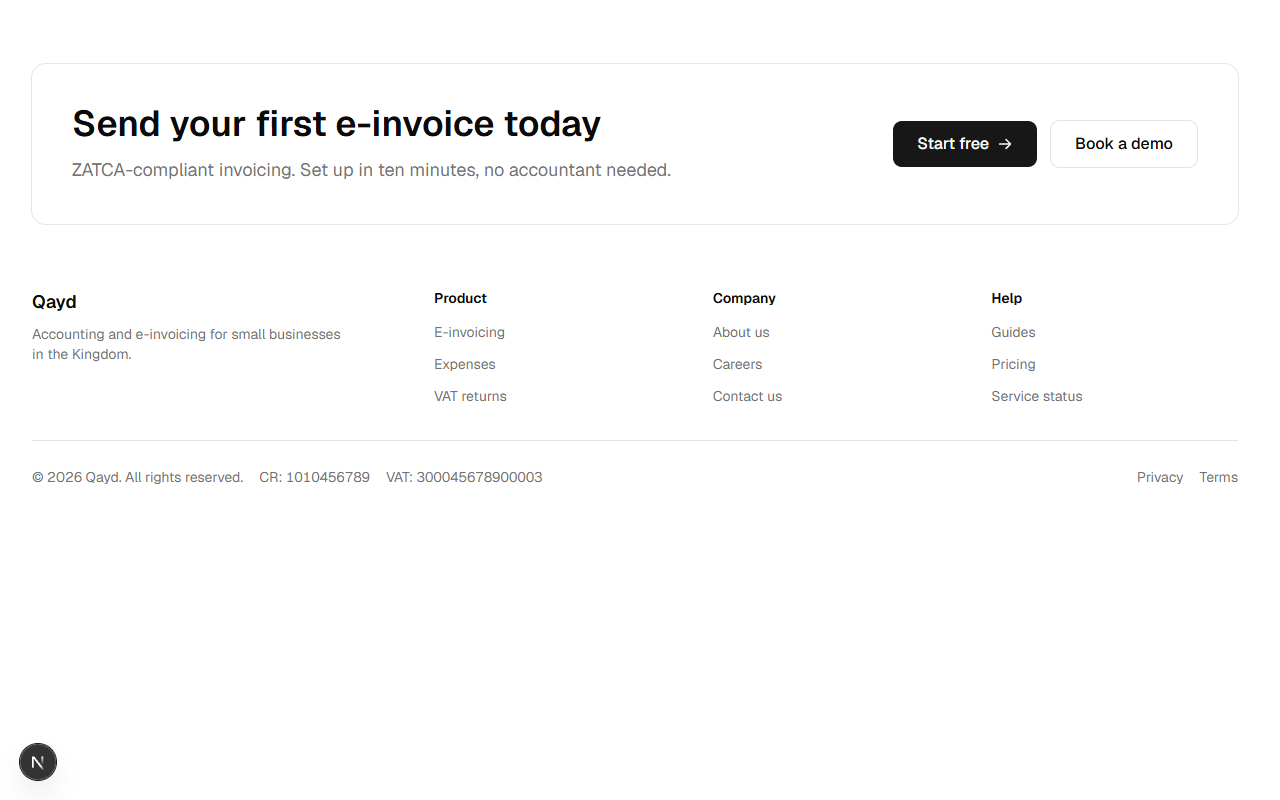 Send your first e-invoice today
ZATCA-compliant invoicing. Set up in ten minutes, no accountant needed.
Start free →
Book a demo
Qayd
Accounting and e-invoicing for small businesses
in the Kingdom.
Product
E-invoicing
Expenses
VAT returns
Company
About us
Careers
Contact us
Help
Guides
Pricing
Service status
© 2026 Qayd. All rights reserved. CR: 1010456789 VAT: 300045678900003
Privacy Terms
N